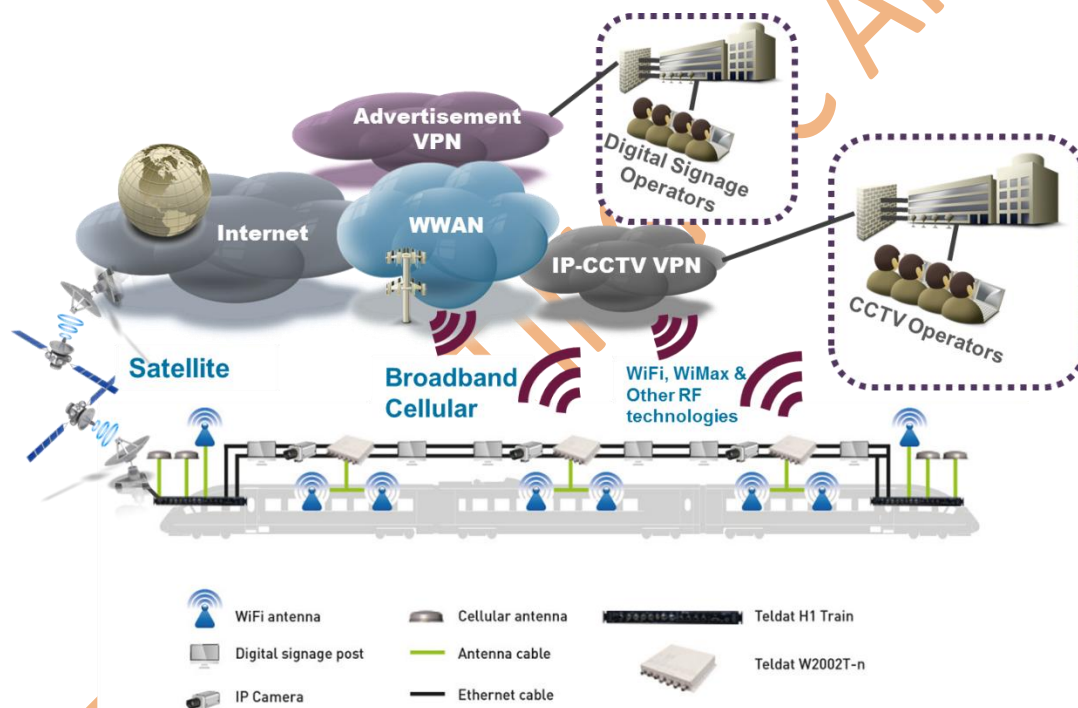 Advertisement
VPN
Digital Signage
Operators
Internet
WWAN
IP-CCTV VPN
CCTV Operators
Satellite
Broadband
Cellular
WiFi, WiMax &
Other RF
technologies
WiFi antenna
Cellular antenna
Teldat H1 Train
Digital signage post
Antenna cable
Teldat W2002T-n
IP Camera
Ethernet cable